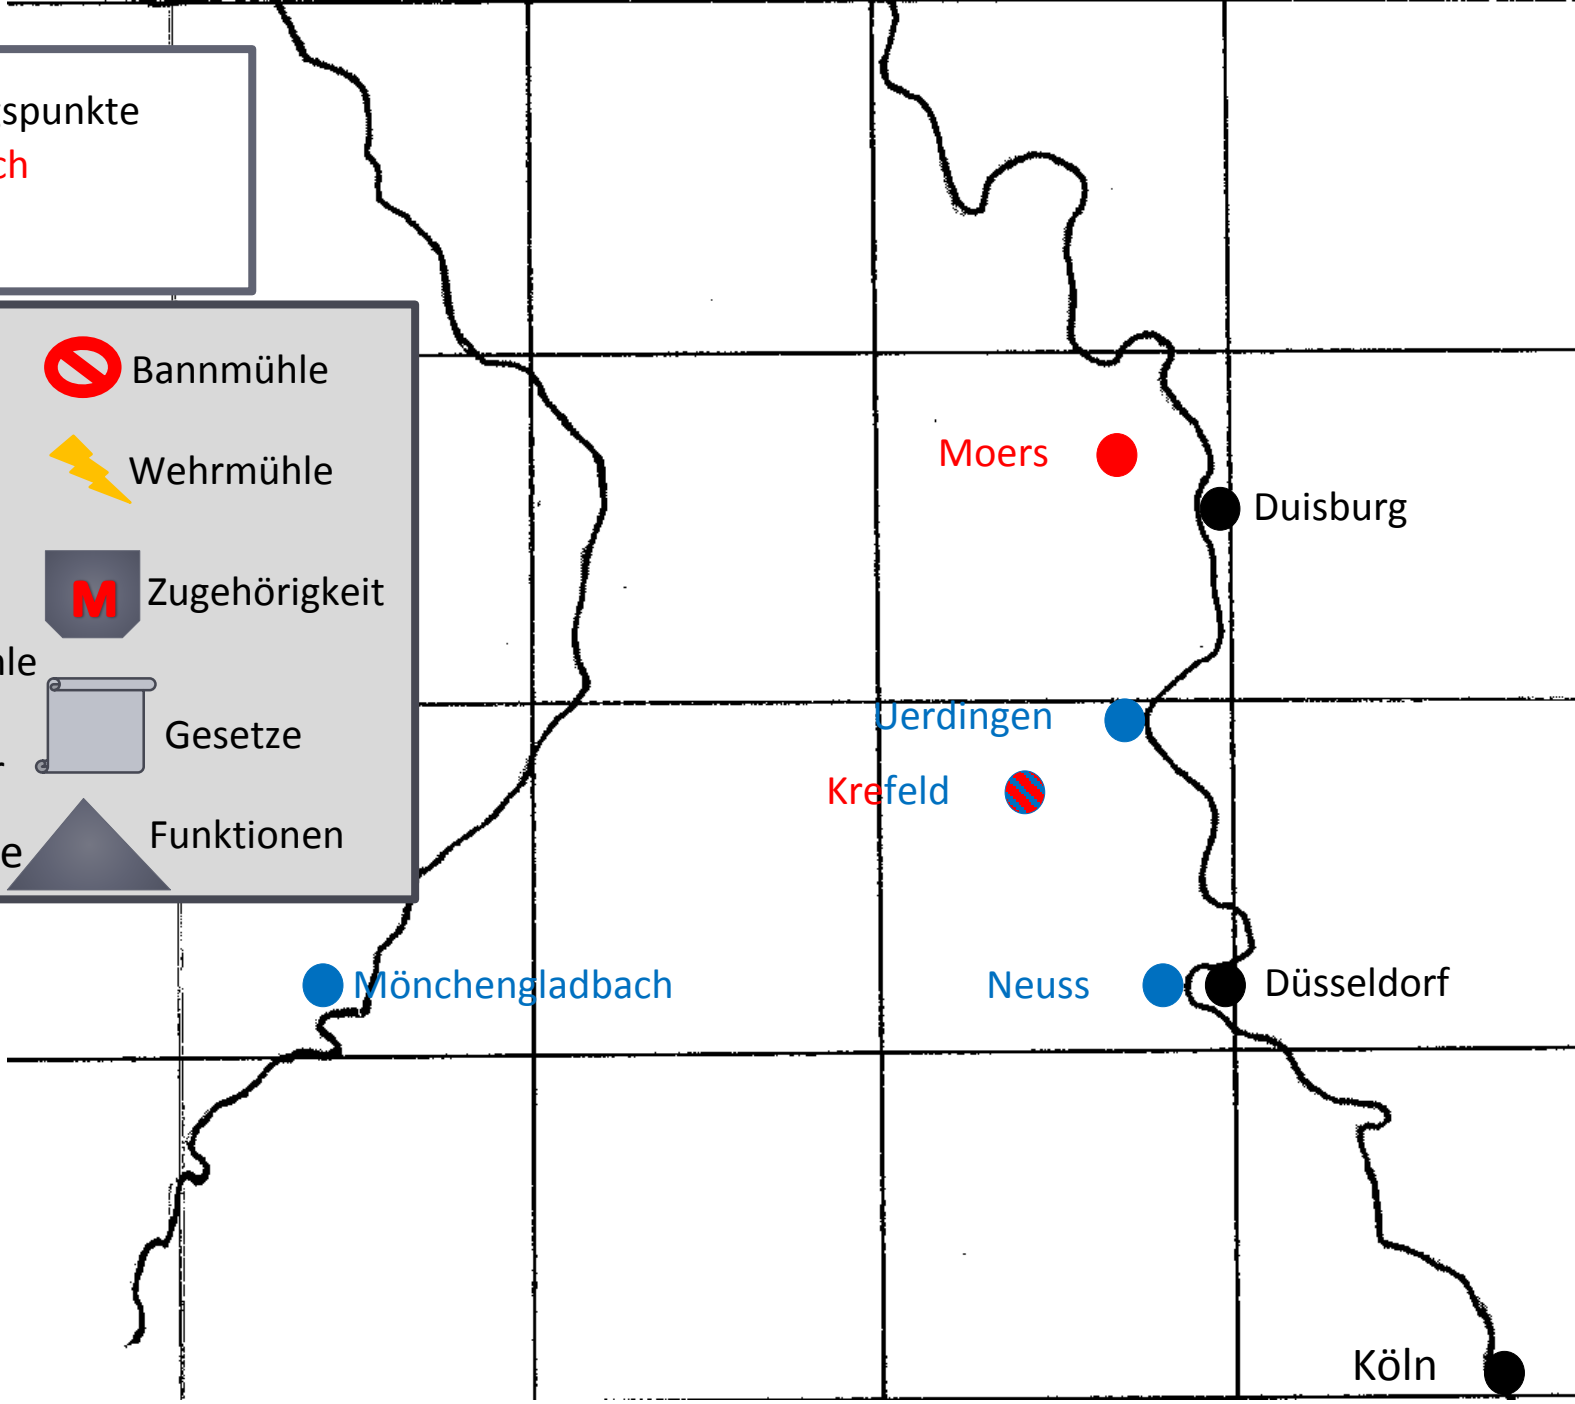 spunkte
ch
Bannmühle
Wehrmühle
M
Zugehörigkeit
le
Gesetze
e
Funktionen
Moers
Duisburg
Uerdingen
Krefeld
Mönchengladbach
Neuss
Düsseldorf
Köln